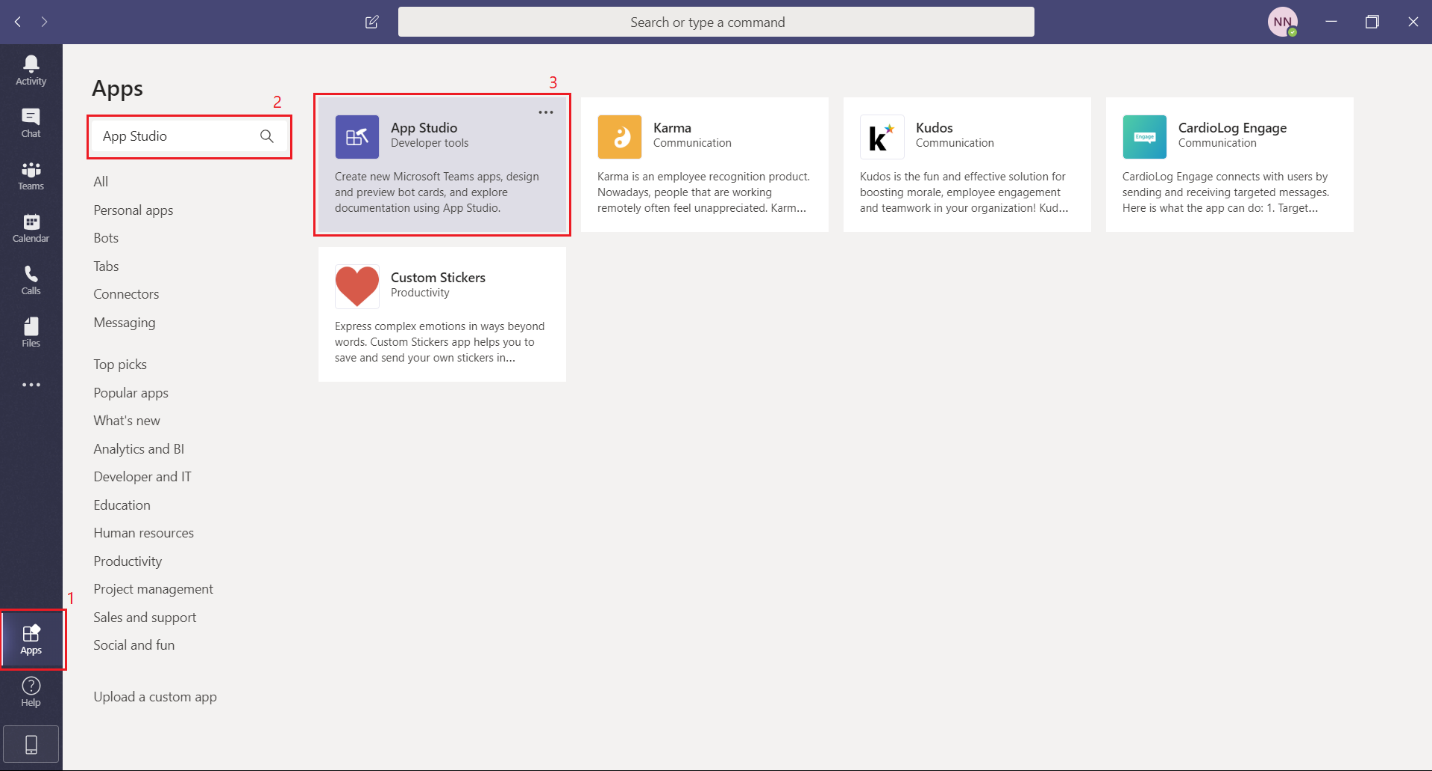 Search or type a command
NN
Activity
Chat
Teams
Calendar
Calls
Files
1
Apps
Help
Apps
2
App Studio
All
Personal apps
Bots
Tabs
Connectors
Messaging
Top picks
Popular apps
What's new
Analytics and BI
Developer and IT
Education
Human resources
Productivity
Project management
Sales and support
Social and fun
Upload a custom app
3
App Studio
Developer tools
Create new Microsoft Teams apps, design
and preview bot cards, and explore
documentation using App Studio.
Karma
Communication
Karma is an employee recognition product.
Nowadays, people that are working
remotely often feel unappreciated. Karm...
k
Kudos
Communication
Kudos is the fun and effective solution for
boosting morale, employee engagement
and teamwork in your organization! Kud...
Engage
CardioLog Engage
Communication
CardioLog Engage connects with users by
sending and receiving targeted messages.
Here is what the app can do: 1. Target...
Custom Stickers
Productivity
Express complex emotions in ways beyond
words. Custom Stickers app helps you to
save and send your own stickers in...